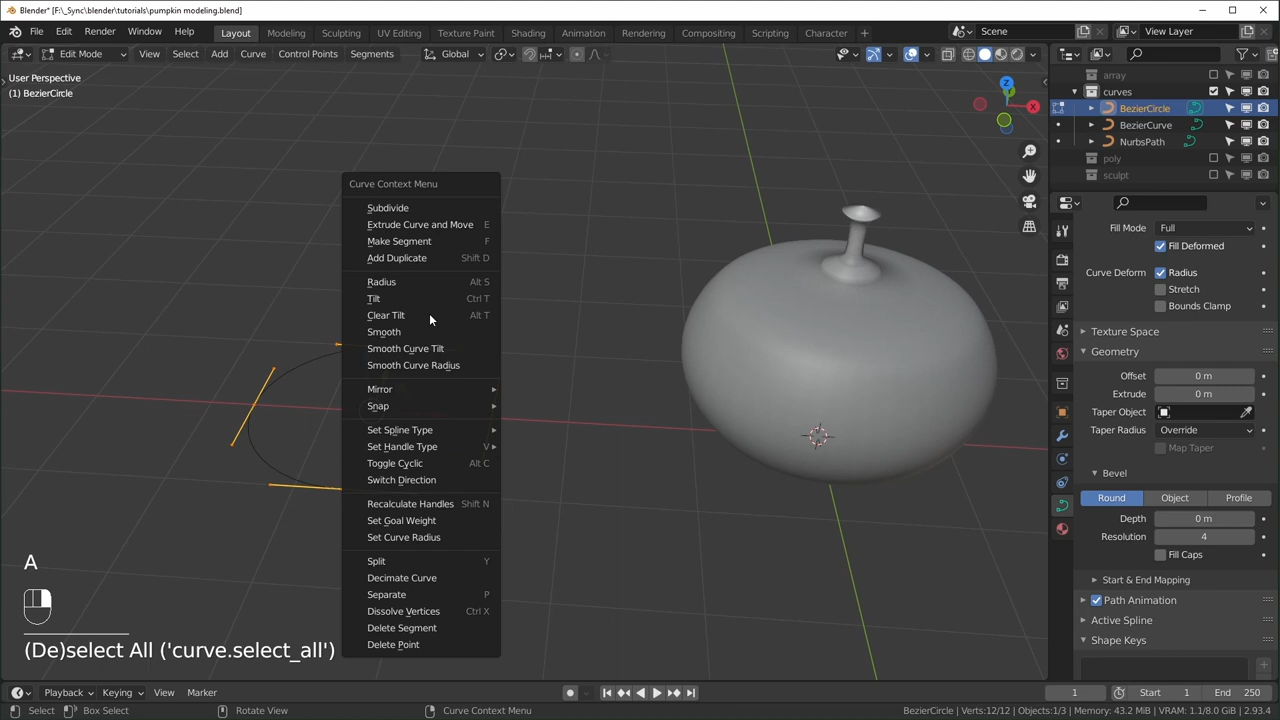 Blender* [F:\_Sync\blender\tutorials\pumpkin modeling.blend]
File Edit Render Window Help Layout Modeling Sculpting UV Editing Texture Paint Shading Animation Rendering Compositing Scripting Character + Scene View Layer
Edit Mode View Select Add Curve Control Points Segments Global
User Perspective
(1) BezierCircle
Z
X
Curve Context Menu
Subdivide
Extrude Curve and Move E
Make Segment F
Add Duplicate Shift D
Radius Alt S
Tilt Ctrl T
Clear Tilt Alt T
Smooth
Smooth Curve Tilt
Smooth Curve Radius
Mirror
Snap
Set Spline Type
Set Handle Type V
Toggle Cyclic Alt C
Switch Direction
Recalculate Handles Shift N
Set Goal Weight
Set Curve Radius
Split Y
Decimate Curve
Separate P
Dissolve Vertices Ctrl X
Delete Segment
Delete Point
A
(De)select All ('curve.select_all')
array
curves
BezierCircle
BezierCurve
NurbsPath
poly
sculpt
Fill Mode Full
Fill Deformed
Curve Deform Radius
Stretch
Bounds Clamp
Texture Space
Geometry
Offset 0 m
Extrude 0 m
Taper Object
Taper Radius Override
Map Taper
Bevel
Round Object Profile
Depth 0 m
Resolution 4
Fill Caps
Start & End Mapping
Path Animation
Active Spline
Shape Keys
Playback Keying View Marker 1 Start 1 End 250
Select Box Select Rotate View Curve Context Menu BezierCircle | Verts:12/12 | Objects:1/3 | Memory: 43.2 MiB | VRAM: 1.1/8.0 GiB | 2.93.4